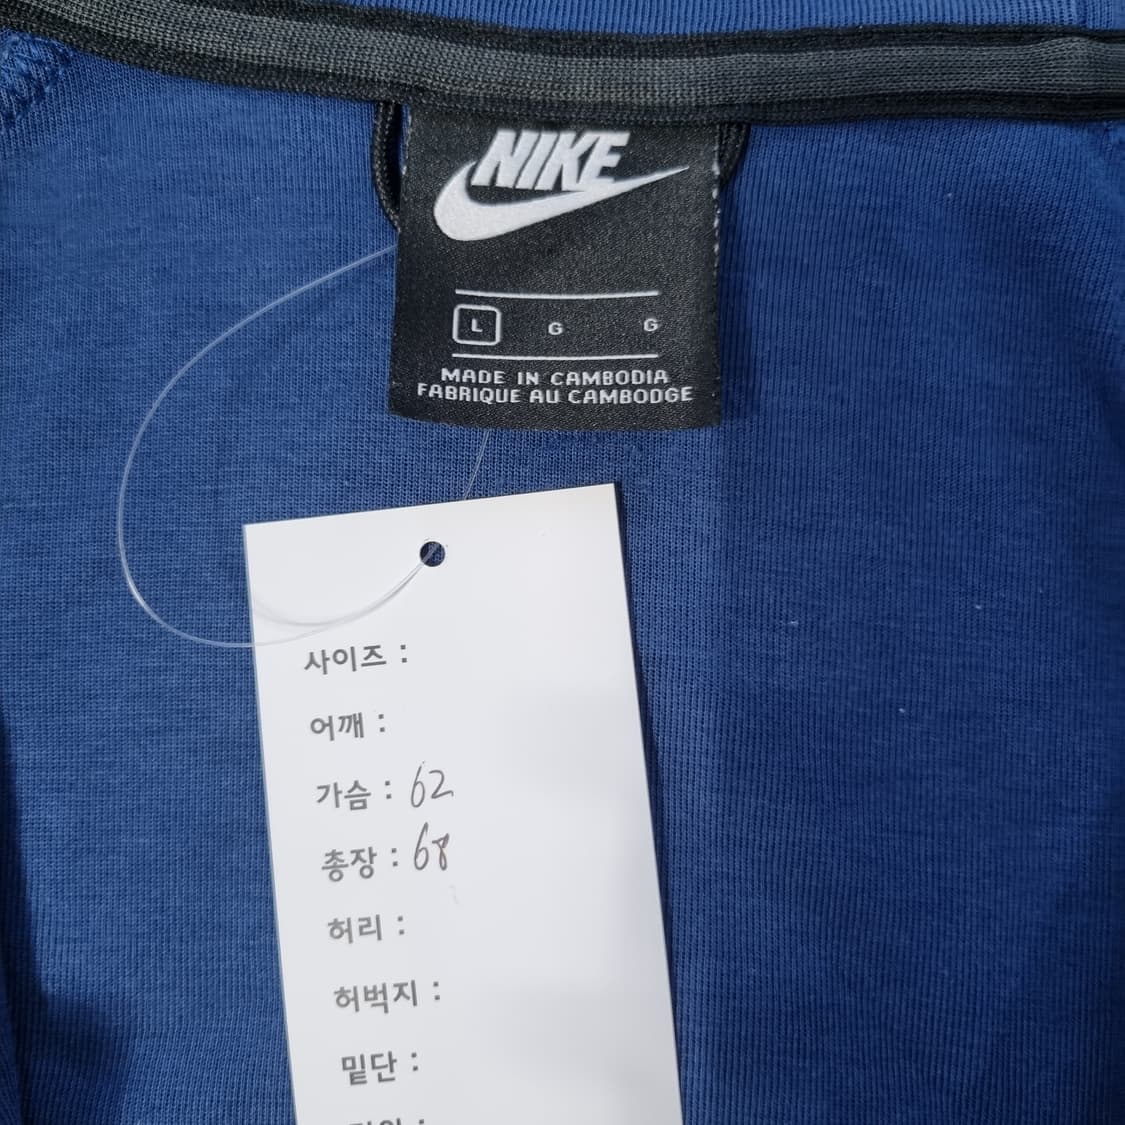 NIKE
L G G
MADE IN CAMBODIA
FABRIQUE AU CAMBODGE
사이즈 :
어깨 :
가슴 : 62
총장 : 68
허리 :
허벅지 :
밑단 :